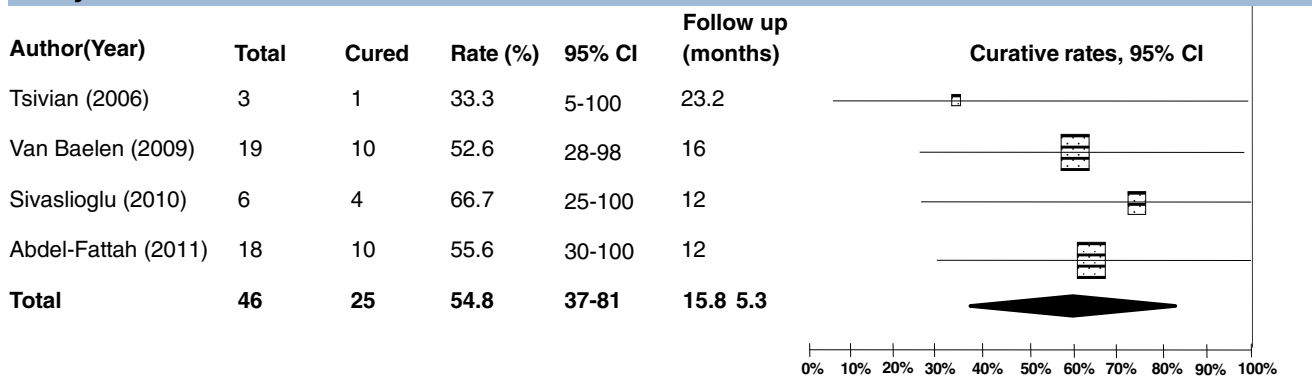 Follow up
Author(Year) Total Cured Rate (%) 95% CI (months) Curative rates, 95% CI
Tsivian (2006) 3 1 33.3 5-100 23.2
Van Baelen (2009) 19 10 52.6 28-98 16
Sivaslioglu (2010) 6 4 66.7 25-100 12
Abdel-Fattah (2011) 18 10 55.6 30-100 12
Total 46 25 54.8 37-81 15.8 5.3
0% 10% 20% 30% 40% 50% 60% 70% 80% 90% 100%